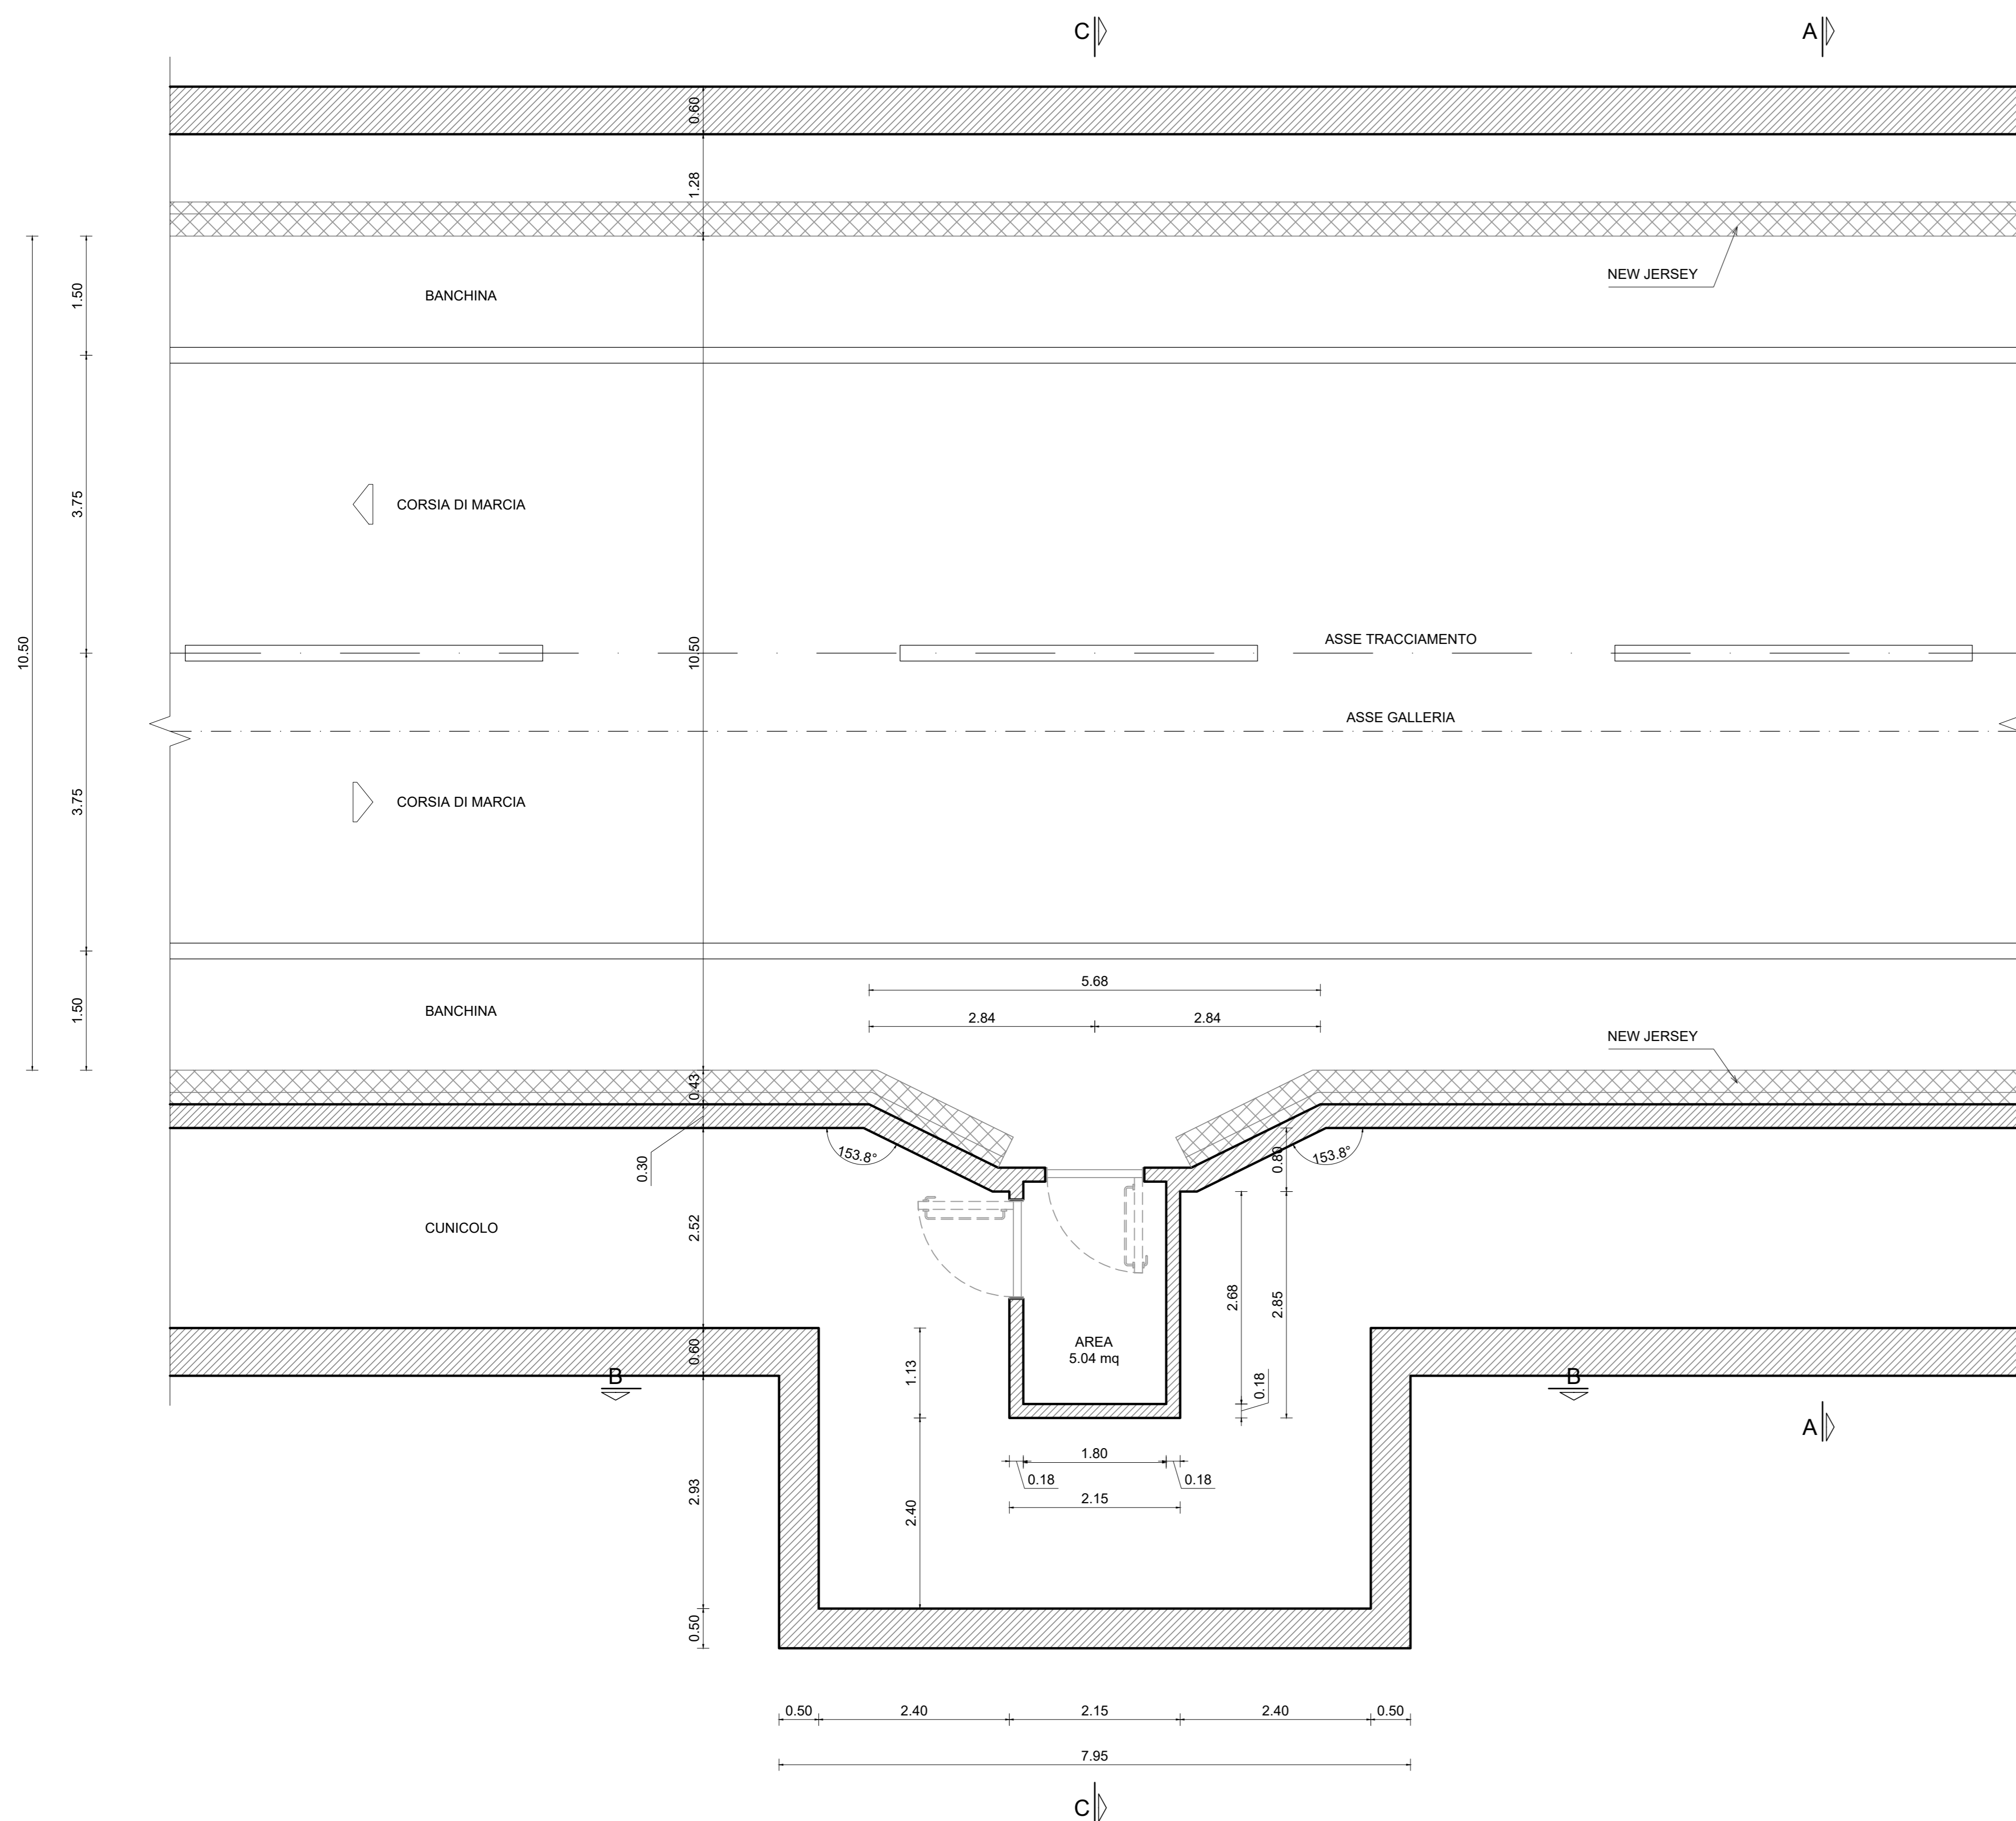 C
A
0.60
1.28
NEW JERSEY
BANCHINA
1.50
3.75
CORSIA DI MARCIA
10.50
10.50
ASSE TRACCIAMENTO
ASSE GALLERIA
3.75
CORSIA DI MARCIA
5.68
2.84
2.84
1.50
BANCHINA
NEW JERSEY
0.43
0.30
153.8°
153.8°
0.80
CUNICOLO
2.52
2.68
2.85
AREA
5.04 mq
0.60
1.13
0.18
B
B
A
1.80
0.18
0.18
2.15
2.93
2.40
0.50
0.50
2.40
2.15
2.40
0.50
7.95
C